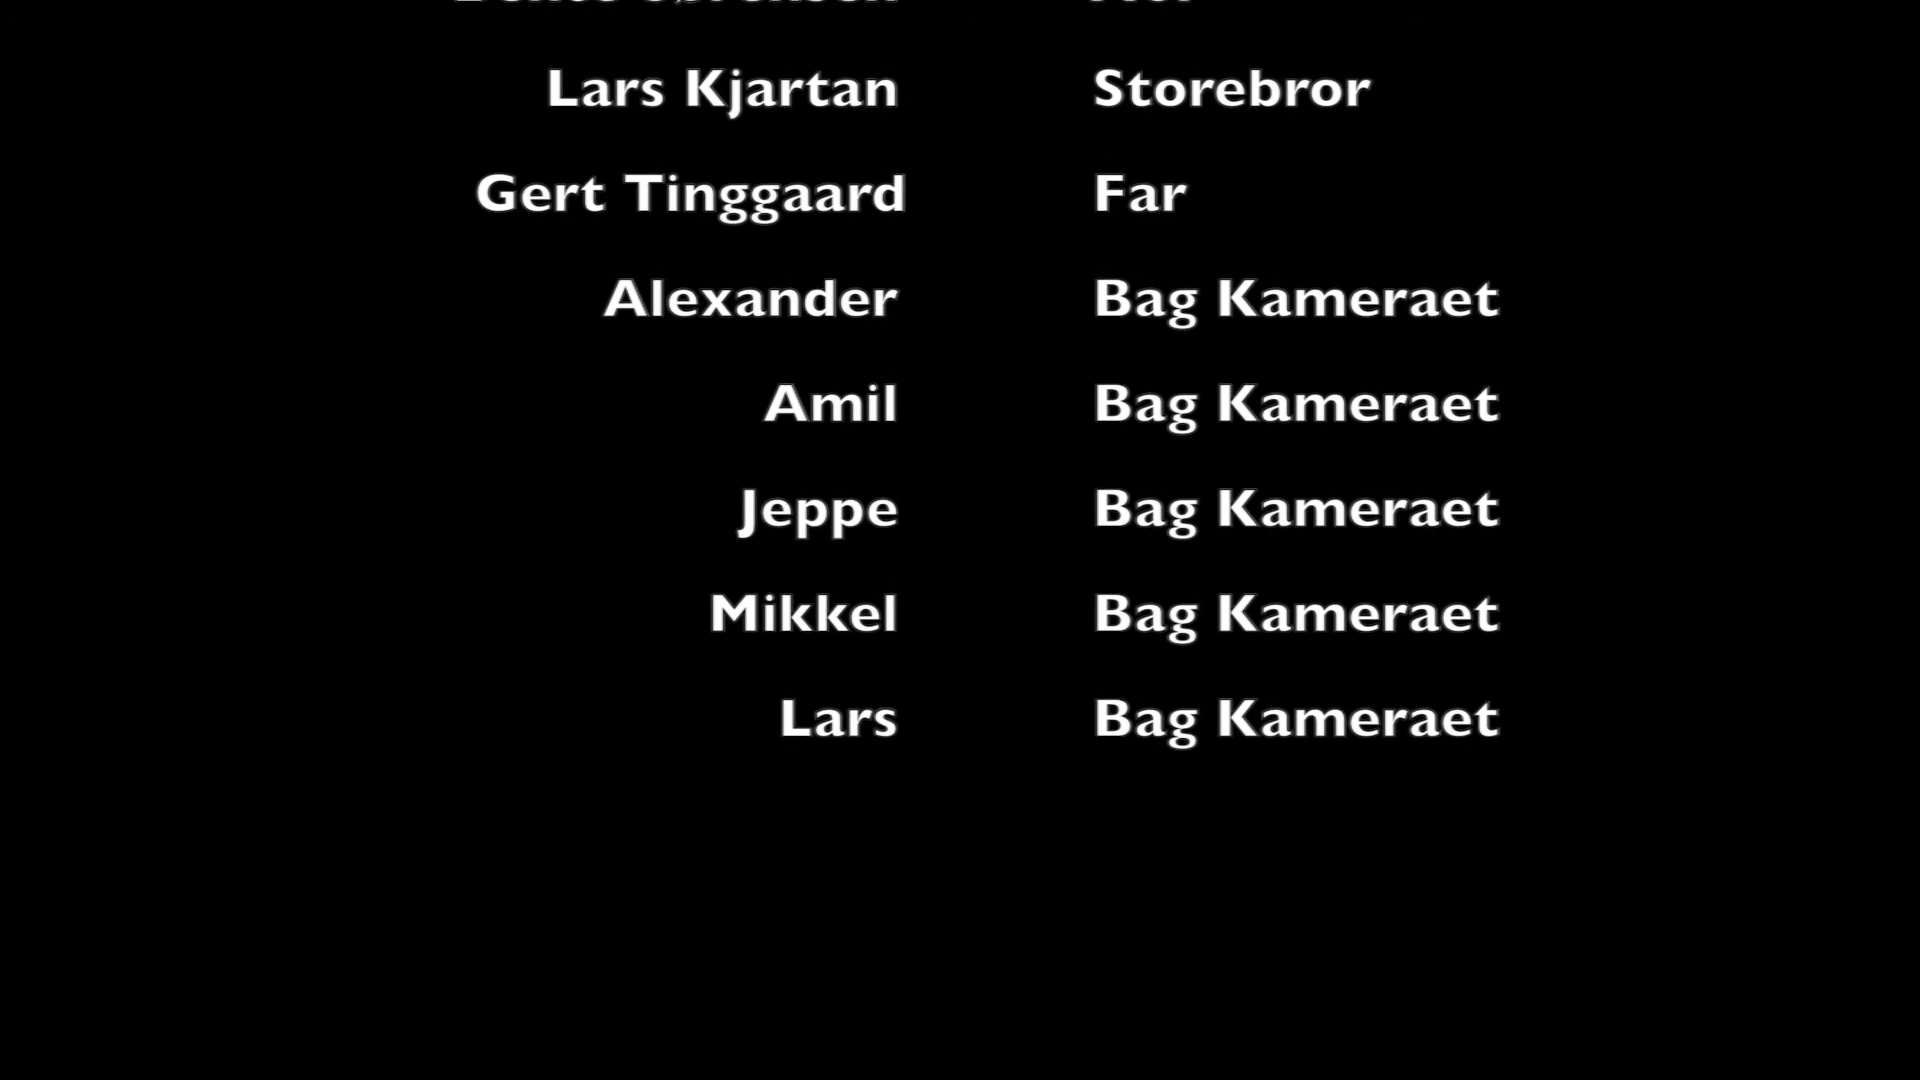 Lars Kjartan Storebror
Gert Tinggaard Far
Alexander Bag Kameraet
Amil Bag Kameraet
Jeppe Bag Kameraet
Mikkel Bag Kameraet
Lars Bag Kameraet